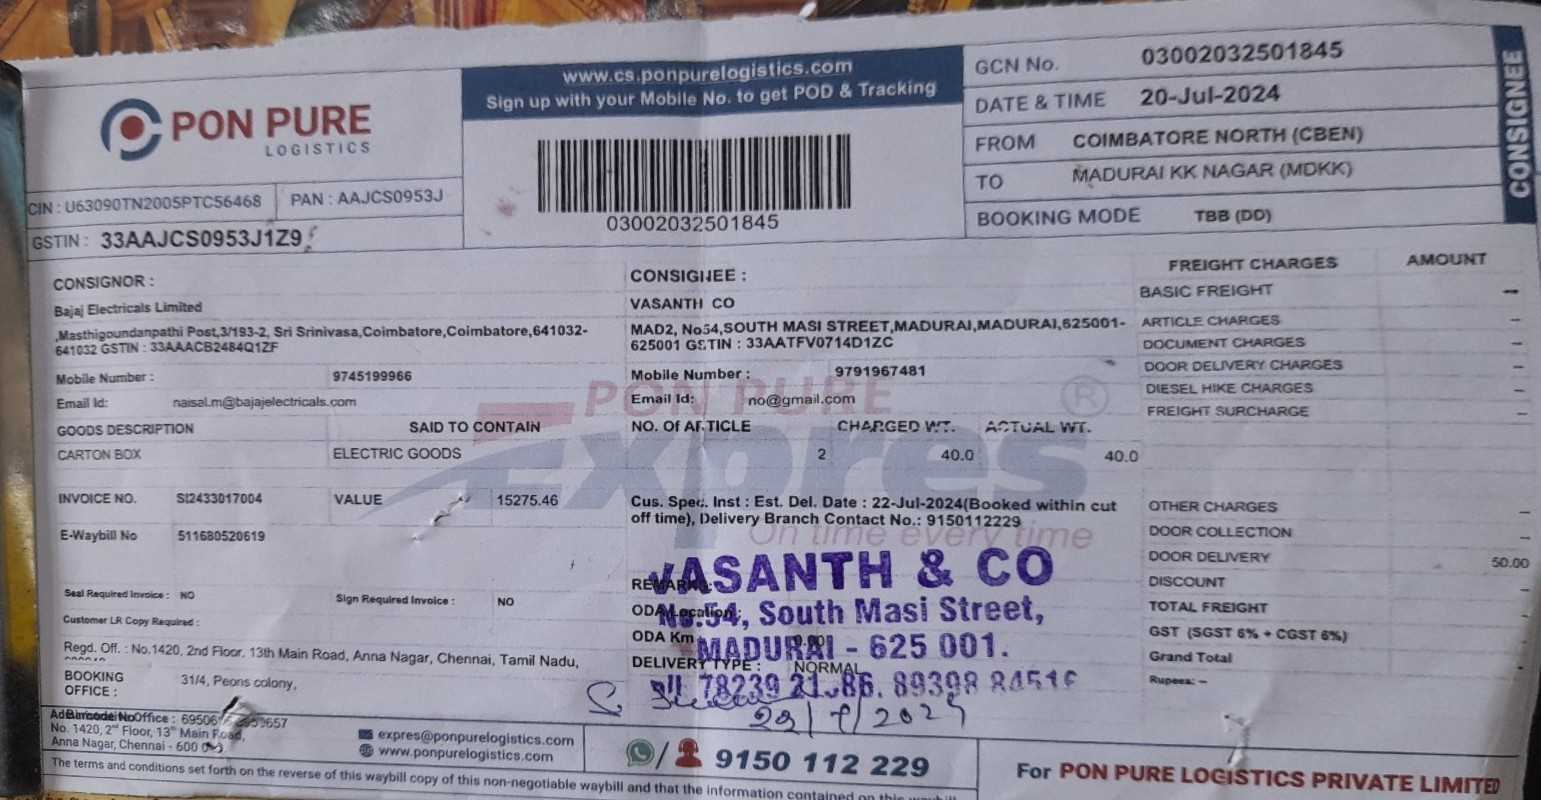 PON PURE
LOGISTICS
CIN : U63090TN2005PTC56468 PAN : AAJCS0953J
GSTIN : 33AAJCS0953J1Z9
www.cs.ponpurelogistics.com
Sign up with your Mobile No. to get POD & Tracking
03002032501845
GCN No. 03002032501845
DATE & TIME 20-Jul-2024
FROM COIMBATORE NORTH (CBEN)
TO MADURAI KK NAGAR (MDKK)
BOOKING MODE TBB (DD)
CONSIGNEE
CONSIGNOR :
Bajaj Electricals Limited
,Masthigoundanpathi Post,3/193-2, Sri Srinivasa,Coimbatore,Coimbatore,641032-
641032 GSTIN : 33AAACB2484Q1ZF
Mobile Number : 9745199966
Email Id: naisal.m@bajajelectricals.com
CONSIGNEE :
VASANTH CO
MAD2, No54,SOUTH MASI STREET,MADURAI,MADURAI,625001-
625001 GSTIN : 33AATFV0714D1ZC
Mobile Number : 9791967481
Email Id: no@gmail.com
PON PURE ®
Expres
On time every time
GOODS DESCRIPTION SAID TO CONTAIN NO. Of ARTICLE CHARGED WT. ACTUAL WT.
CARTON BOX ELECTRIC GOODS 2 40.0 40.0
INVOICE NO. SI2433017004 VALUE 15275.46
E-Waybill No 511680520619
Cus. Spec. Inst : Est. Del. Date : 22-Jul-2024(Booked within cut
off time), Delivery Branch Contact No.: 9150112229
Seal Required Invoice : NO Sign Required Invoice : NO
Customer LR Copy Required :
Regd. Off. : No.1420, 2nd Floor, 13th Main Road, Anna Nagar, Chennai, Tamil Nadu,
BOOKING
OFFICE : 31/4, Peons colony,
REMARKS:
ODA Location:
ODA Km 0.00
DELIVERY TYPE : NORMAL
VASANTH & CO
No.54, South Masi Street,
MADURAI - 625 001.
78239 21 86. 89398 84516
FREIGHT CHARGES AMOUNT
BASIC FREIGHT --
ARTICLE CHARGES --
DOCUMENT CHARGES --
DOOR DELIVERY CHARGES --
DIESEL HIKE CHARGES --
FREIGHT SURCHARGE --
OTHER CHARGES --
DOOR COLLECTION --
DOOR DELIVERY 50.00
DISCOUNT
TOTAL FREIGHT -
GST (SGST 6% + CGST 6%)
Grand Total -
Rupees: --
No. 1420, 2nd Floor, 13th Main Road,
Anna Nagar, Chennai - 600
expres@ponpurelogistics.com
www.ponpurelogistics.com
/ 9150 112 229
For PON PURE LOGISTICS PRIVATE LIMITED
The terms and conditions set forth on the reverse of this waybill copy of this non-negotiable waybill and that the information contained on this